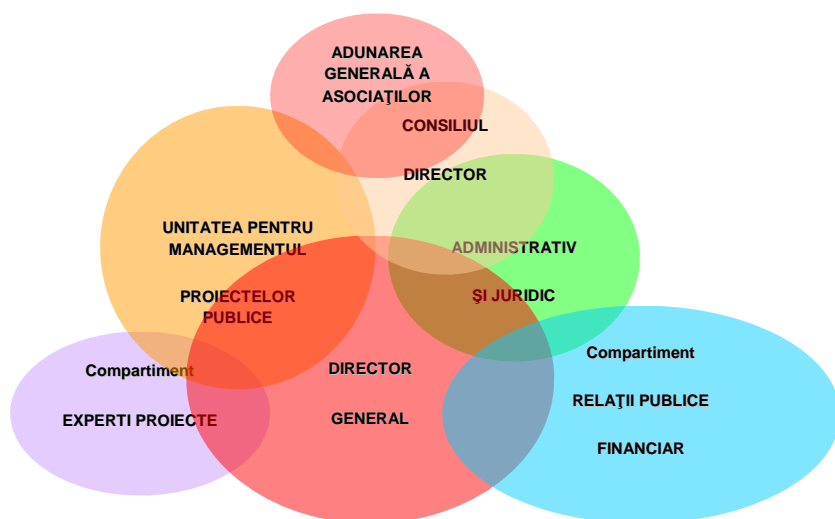 ADUNAREA
GENERALĂ A
ASOCIAŢILOR
CONSILIUL
DIRECTOR
UNITATEA PENTRU
MANAGEMENTUL
PROIECTELOR
PUBLICE
ADMINISTRATIV
ŞI JURIDIC
Compartiment
EXPERTI PROIECTE
DIRECTOR
GENERAL
Compartiment
RELAŢII PUBLICE
FINANCIAR